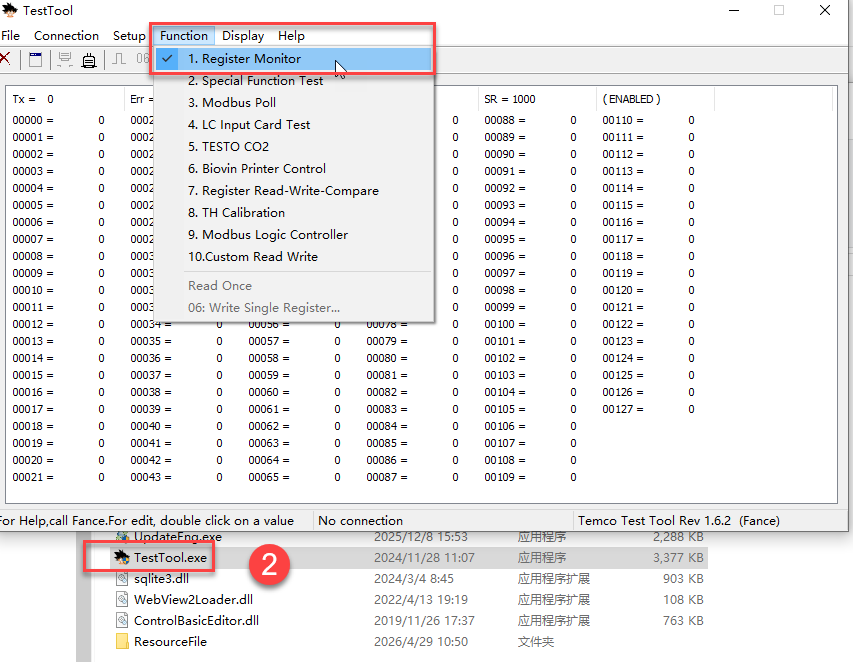 TestTool
File Connection Setup Function Display Help
06
1. Register Monitor
2. Special Function Test
3. Modbus Poll
4. LC Input Card Test
5. TESTO CO2
6. Biovin Printer Control
7. Register Read-Write-Compare
8. TH Calibration
9. Modbus Logic Controller
10.Custom Read Write
Read Once
06: Write Single Register...
Tx = 0 Err = SR = 1000 (ENABLED)
00000 = 0 0002 0 00088 = 0 00110 = 0
00001 = 0 0002 0 00089 = 0 00111 = 0
00002 = 0 0002 0 00090 = 0 00112 = 0
00003 = 0 0002 0 00091 = 0 00113 = 0
00004 = 0 0002 0 00092 = 0 00114 = 0
00005 = 0 0002 0 00093 = 0 00115 = 0
00006 = 0 0002 0 00094 = 0 00116 = 0
00007 = 0 0002 0 00095 = 0 00117 = 0
00008 = 0 0003 0 00096 = 0 00118 = 0
00009 = 0 0003 0 00097 = 0 00119 = 0
00010 = 0 0003 0 00098 = 0 00120 = 0
00011 = 0 0003 0 00099 = 0 00121 = 0
00012 = 0 00034 = 0 00056 = 0 00078 = 0 00100 = 0 00122 = 0
00013 = 0 00035 = 0 00057 = 0 00079 = 0 00101 = 0 00123 = 0
00014 = 0 00036 = 0 00058 = 0 00080 = 0 00102 = 0 00124 = 0
00015 = 0 00037 = 0 00059 = 0 00081 = 0 00103 = 0 00125 = 0
00016 = 0 00038 = 0 00060 = 0 00082 = 0 00104 = 0 00126 = 0
00017 = 0 00039 = 0 00061 = 0 00083 = 0 00105 = 0 00127 = 0
00018 = 0 00040 = 0 00062 = 0 00084 = 0 00106 = 0
00019 = 0 00041 = 0 00063 = 0 00085 = 0 00107 = 0
00020 = 0 00042 = 0 00064 = 0 00086 = 0 00108 = 0
00021 = 0 00043 = 0 00065 = 0 00087 = 0 00109 = 0
For Help,call Fance.For edit, double click on a value No connection Temco Test Tool Rev 1.6.2 (Fance)
UpdateEng.exe 2025/12/8 15:53 应用程序 2,288 KB
TestTool.exe 2024/11/28 11:07 应用程序 3,377 KB
2
sqlite3.dll 2024/3/4 8:45 应用程序扩展 903 KB
WebView2Loader.dll 2022/4/13 19:19 应用程序扩展 108 KB
ControlBasicEditor.dll 2019/11/26 17:37 应用程序扩展 763 KB
ResourceFile 2026/4/29 10:50 文件夹